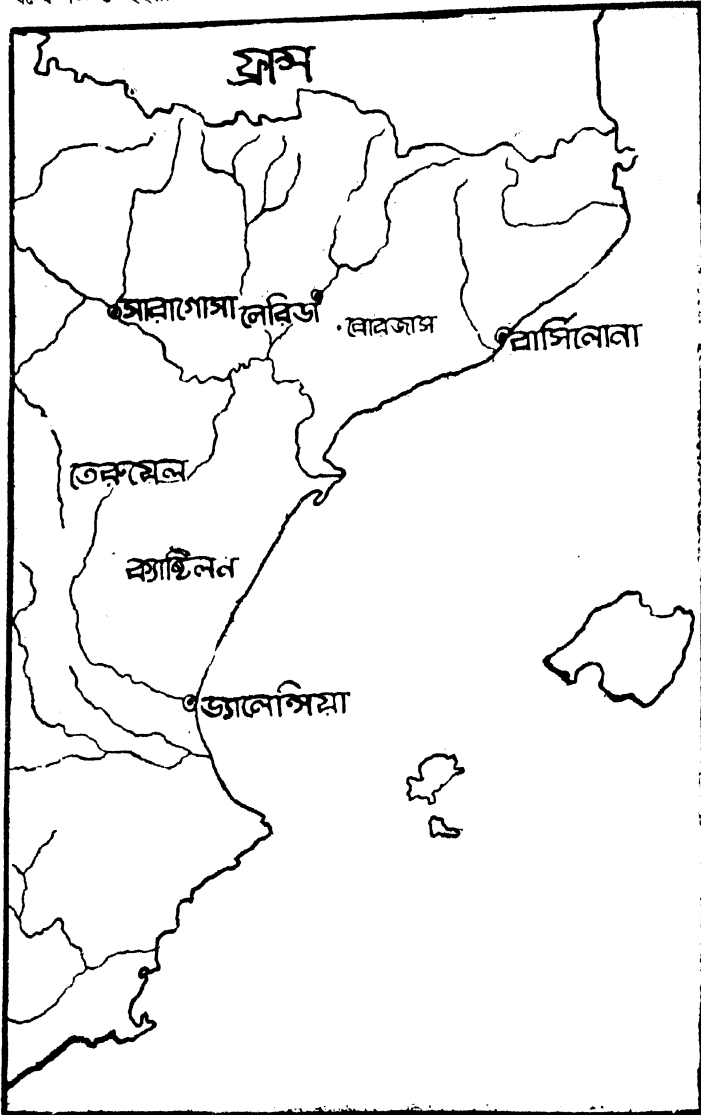 ফ্রান্স
সারাগোসা
লেরিডা
বোরজাস
বার্সিলোনা
তেরুয়েল
ক্যাষ্টিলন
ভ্যালেন্সিয়া